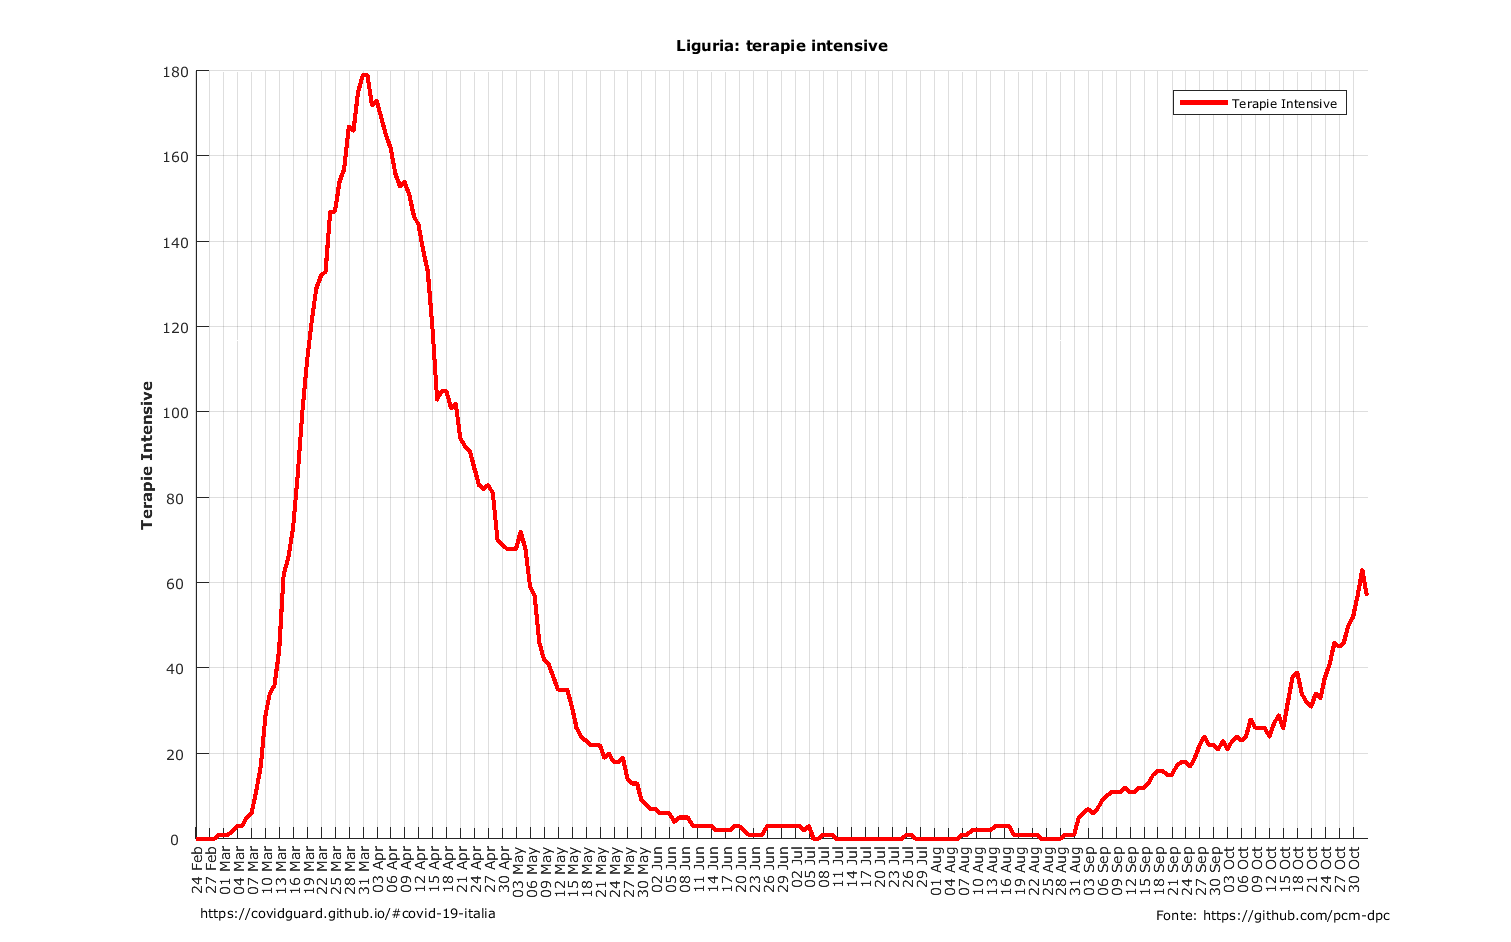 Liguria: terapie intensive
Terapie Intensive
Terapie Intensive
180
160
140
120
100
80
60
40
20
0
24 Feb
27 Feb
01 Mar
04 Mar
07 Mar
10 Mar
13 Mar
16 Mar
19 Mar
22 Mar
25 Mar
28 Mar
31 Mar
03 Apr
06 Apr
09 Apr
12 Apr
15 Apr
18 Apr
21 Apr
24 Apr
27 Apr
30 Apr
03 May
06 May
09 May
12 May
15 May
18 May
21 May
24 May
27 May
30 May
02 Jun
05 Jun
08 Jun
11 Jun
14 Jun
17 Jun
20 Jun
23 Jun
26 Jun
29 Jun
02 Jul
05 Jul
08 Jul
11 Jul
14 Jul
17 Jul
20 Jul
23 Jul
26 Jul
29 Jul
01 Aug
04 Aug
07 Aug
10 Aug
13 Aug
16 Aug
19 Aug
22 Aug
25 Aug
28 Aug
31 Aug
03 Sep
06 Sep
09 Sep
12 Sep
15 Sep
18 Sep
21 Sep
24 Sep
27 Sep
30 Sep
03 Oct
06 Oct
09 Oct
12 Oct
15 Oct
18 Oct
21 Oct
24 Oct
27 Oct
30 Oct
https://covidguard.github.io/#covid-19-italia
Fonte: https://github.com/pcm-dpc